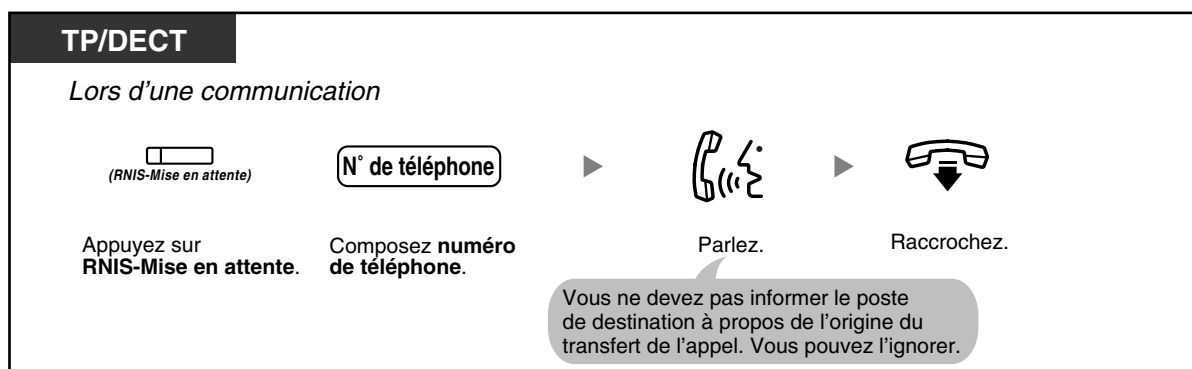 TP/DECT
Lors d'une communication
(RNIS-Mise en attente)
N° de téléphone
Appuyez sur
RNIS-Mise en attente.
Composez numéro
de téléphone.
Parlez.
Raccrochez.
Vous ne devez pas informer le poste
de destination à propos de l'origine du
transfert de l'appel. Vous pouvez l'ignorer.